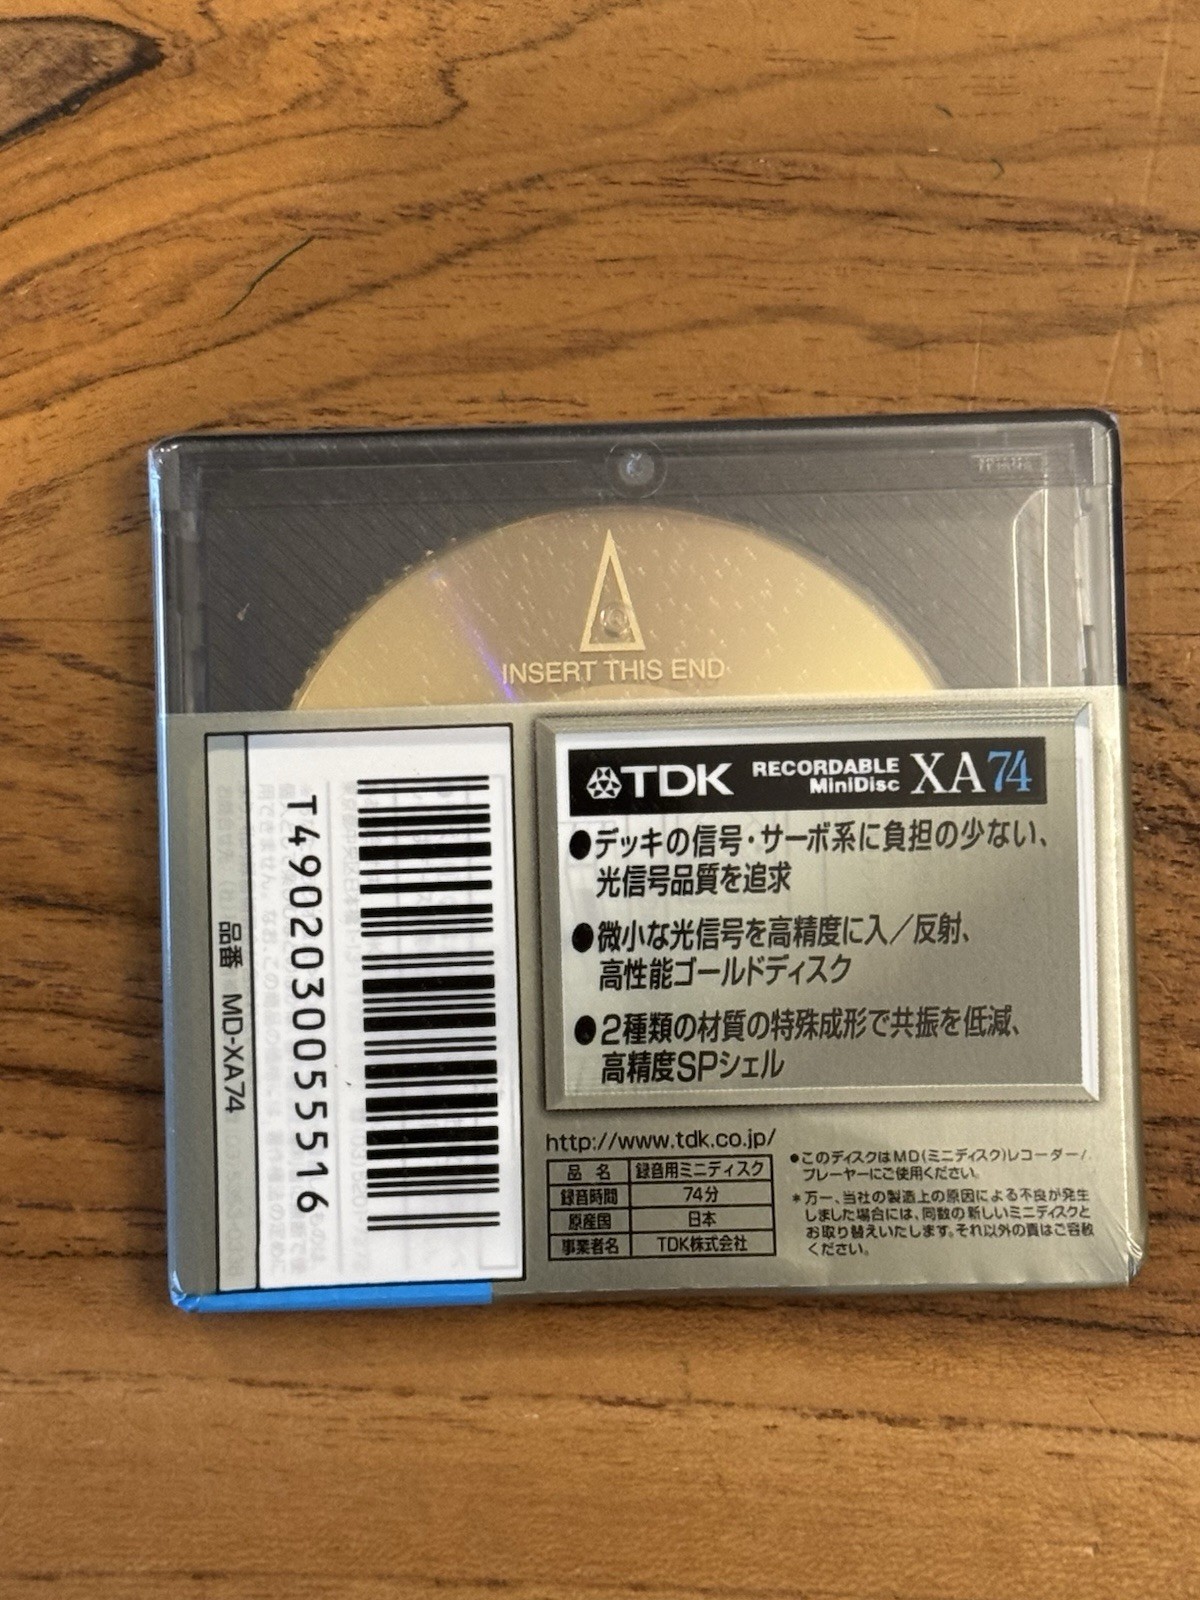 INSERT THIS END
TDK RECORDABLE MiniDisc XA74
●デッキの信号・サーボ系に負担の少ない、
光信号品質を追求
●微小な光信号を高精度に入/反射、
高性能ゴールドディスク
●2種類の材質の特殊成形で共振を低減、
高精度SPシェル
http://www.tdk.co.jp/
品 名 録音用ミニディスク
録音時間 74分
原産国 日本
事業者名 TDK株式会社
●このディスクはMD(ミニディスク)レコーダー/
プレーヤーにご使用ください。
*万一、当社の製造上の原因による不良が発生
しました場合には、同数の新しいミニディスクと
お取り替えいたします。それ以外の責はご容赦
ください。
T4902030055516
品番 MD-XA74